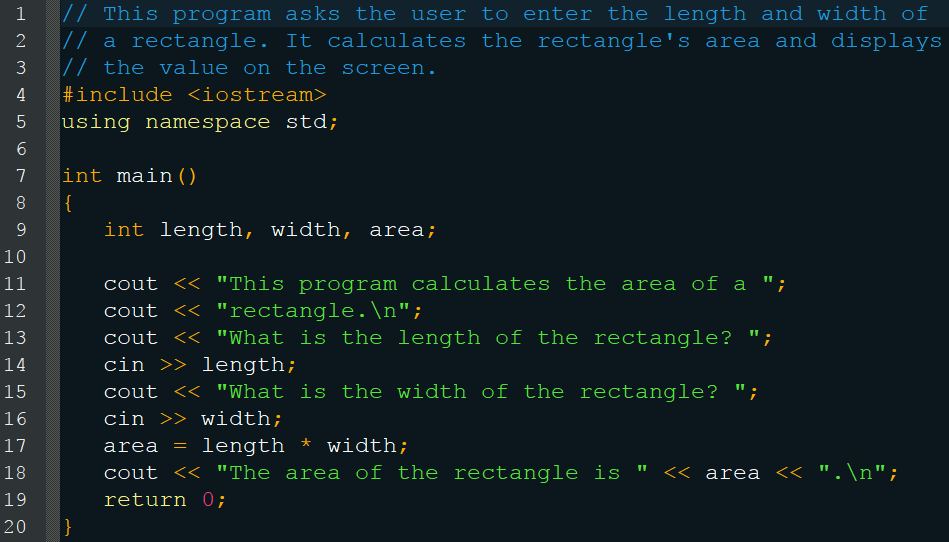 1 // This program asks the user to enter the length and width of
2 // a rectangle. It calculates the rectangle's area and displays
3 // the value on the screen.
4 #include <iostream>
5 using namespace std;
6
7 int main()
8 {
9    int length, width, area;
10
11    cout << "This program calculates the area of a ";
12    cout << "rectangle.\n";
13    cout << "What is the length of the rectangle? ";
14    cin >> length;
15    cout << "What is the width of the rectangle? ";
16    cin >> width;
17    area = length * width;
18    cout << "The area of the rectangle is " << area << ".\n";
19    return 0;
20 }